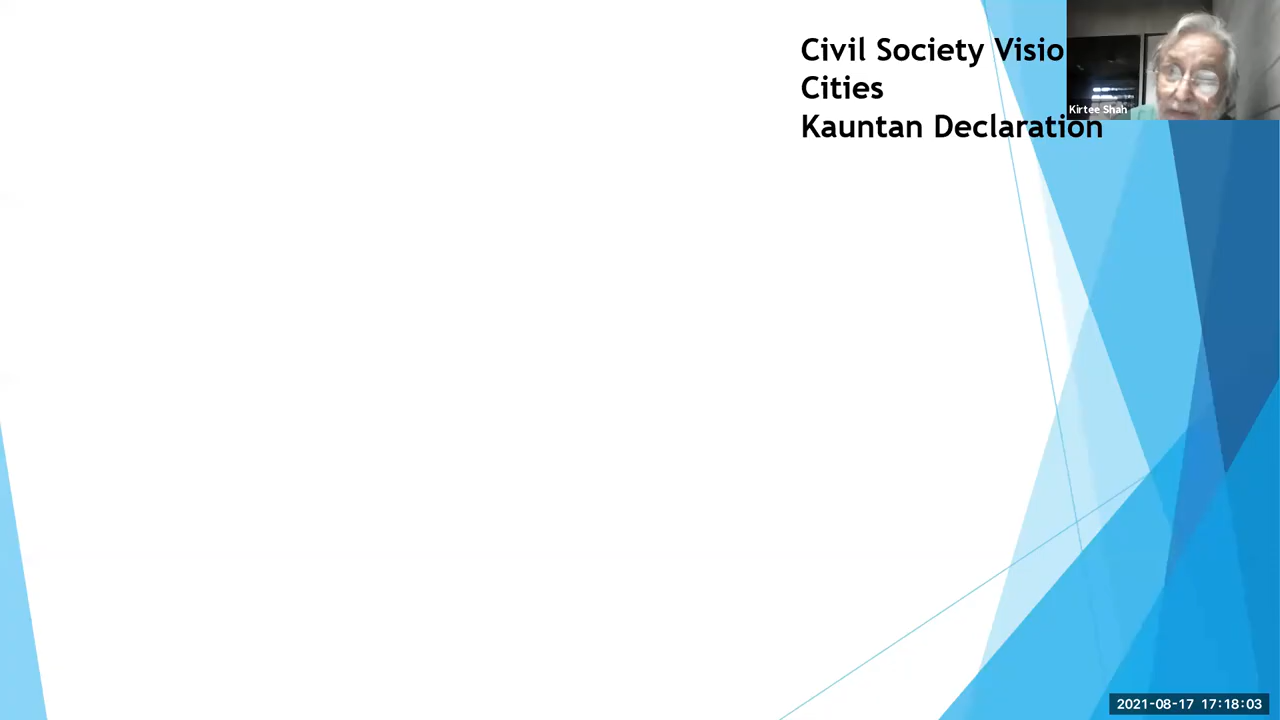 Civil Society Visio
Cities
Kauntan Declaration
Kirtee Shah
2021-08-17 17:18:03